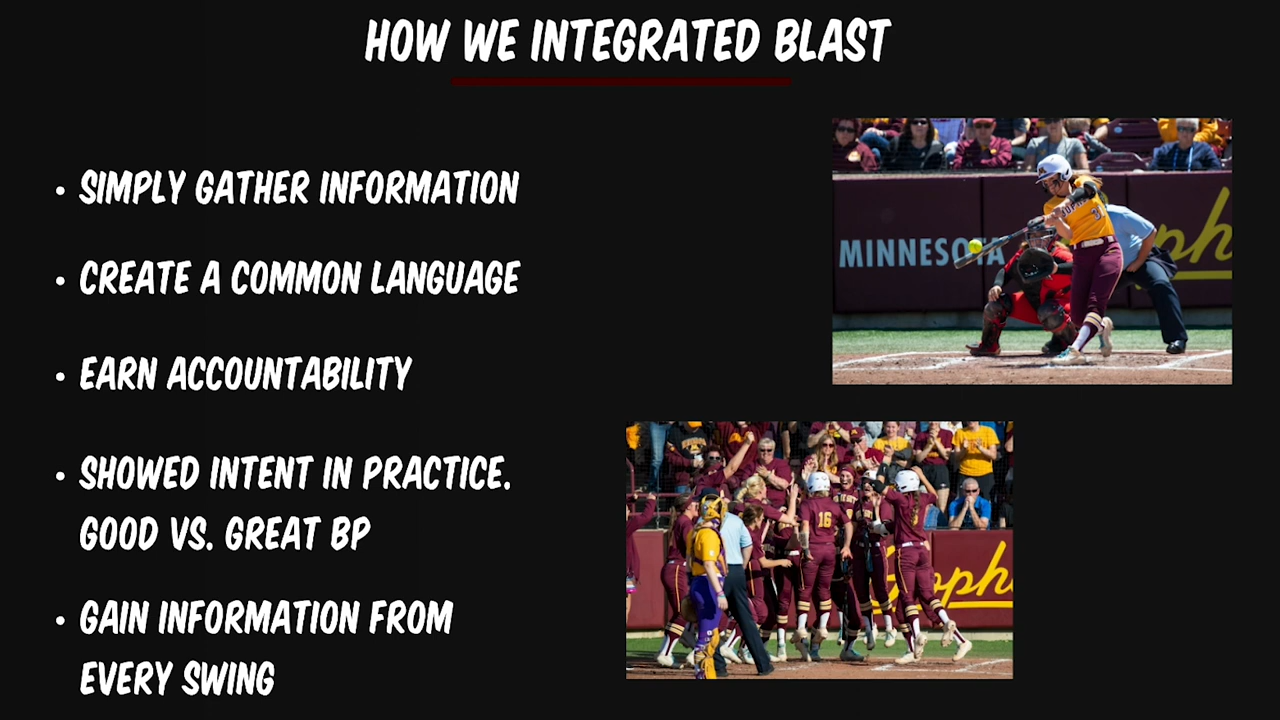 HOW WE INTEGRATED BLAST
• SIMPLY GATHER INFORMATION
• CREATE A COMMON LANGUAGE
• EARN ACCOUNTABILITY
• SHOWED INTENT IN PRACTICE.
GOOD VS. GREAT BP
• GAIN INFORMATION FROM
EVERY SWING
MINNESOTA
16